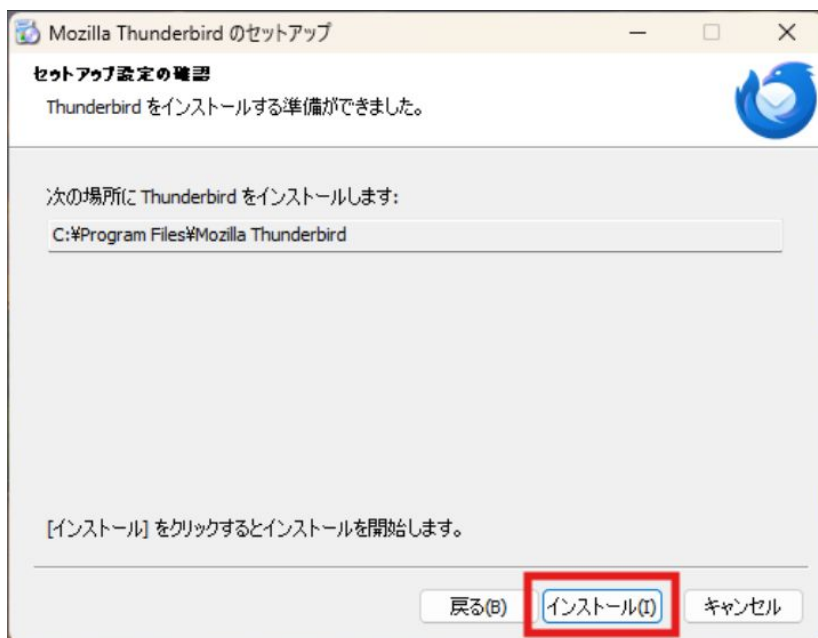 Mozilla Thunderbird のセットアップ
セットアップ設定の確認
Thunderbird をインストールする準備ができました。
次の場所に Thunderbird をインストールします:
C:¥Program Files¥Mozilla Thunderbird
[インストール] をクリックするとインストールを開始します。
戻る(B) インストール(I) キャンセル